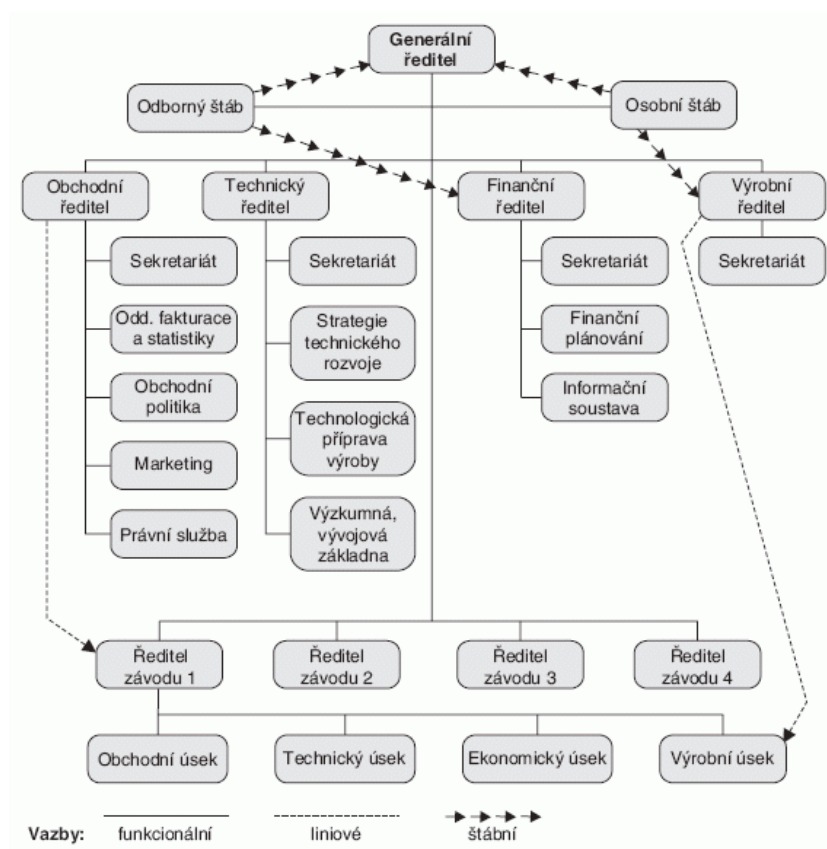 Generální
ředitel
Odborný štáb
Osobní štáb
Obchodní
ředitel
Technický
ředitel
Finanční
ředitel
Výrobní
ředitel
Sekretariát
Sekretariát
Sekretariát
Sekretariát
Odd. fakturace
a statistiky
Strategie
technického
rozvoje
Finanční
plánování
Obchodní
politika
Informační
soustava
Technologická
příprava
výroby
Marketing
Právní služba
Výzkumná,
vývojová
základna
Ředitel
závodu 1
Ředitel
závodu 2
Ředitel
závodu 3
Ředitel
závodu 4
Obchodní úsek
Technický úsek
Ekonomický úsek
Výrobní úsek
Vazby: funkcionální liniové štábní